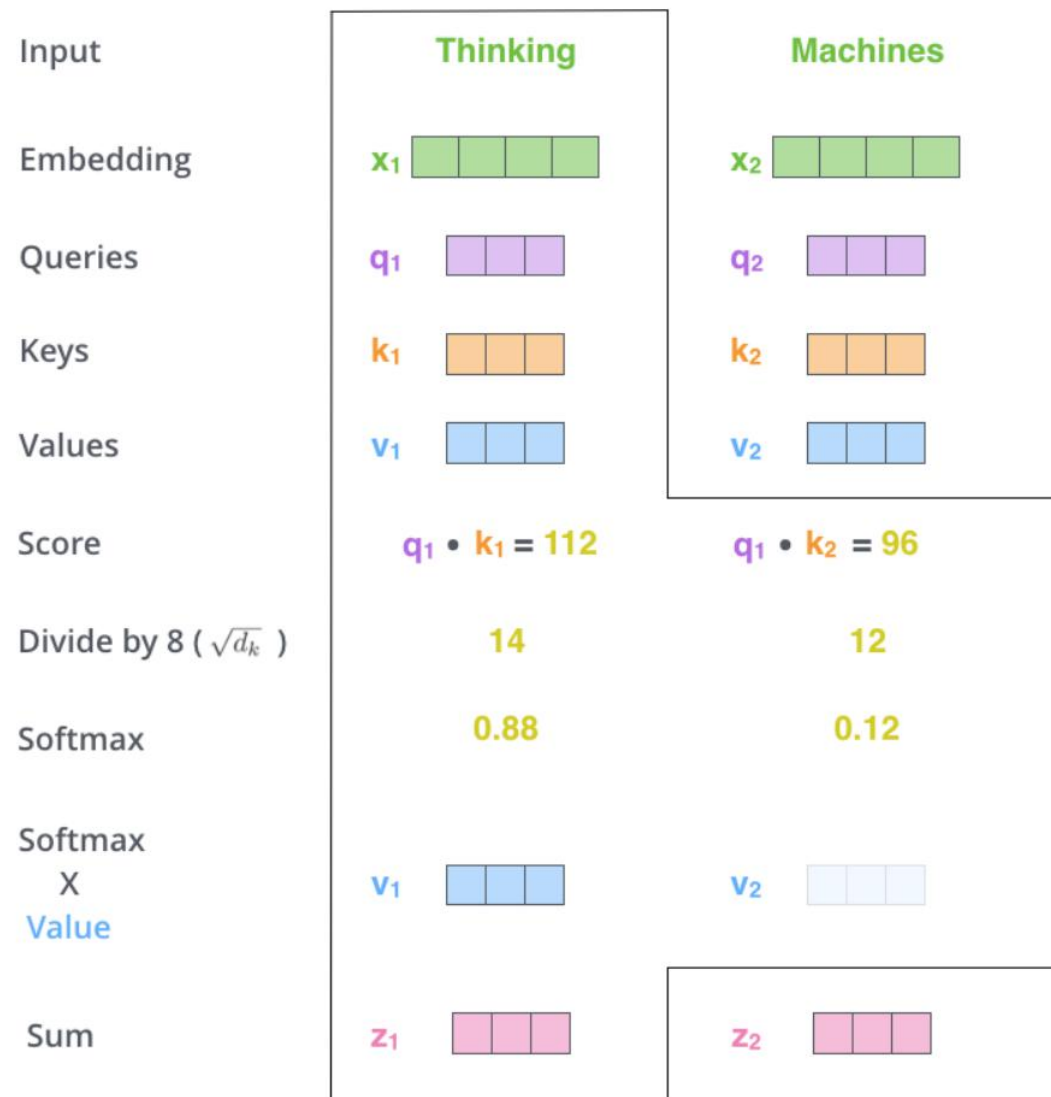 Input Thinking Machines
Embedding x₁ x₂
Queries q₁ q₂
Keys k₁ k₂
Values v₁ v₂
Score q₁ • k₁ = 112 q₁ • k₂ = 96
Divide by 8 ( √dₖ ) 14 12
Softmax 0.88 0.12
Softmax
X
Value
v₁ v₂
Sum z₁ z₂